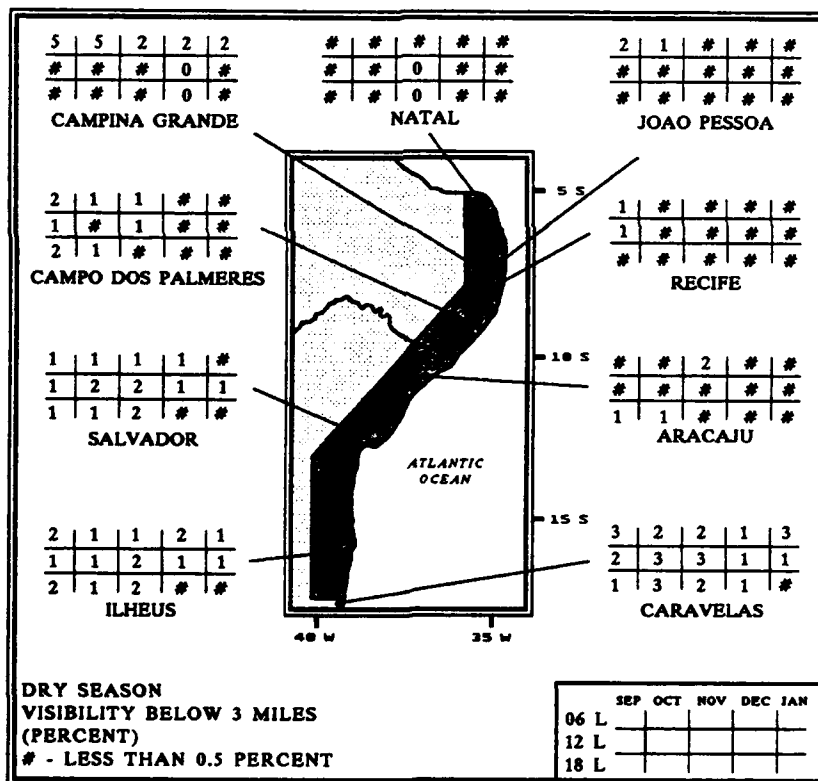 5 | 5 | 2 | 2 | 2
# | # | # | 0 | #
# | # | # | 0 | #
CAMPINA GRANDE
# | # | # | # | #
# | # | 0 | # | #
# | # | 0 | # | #
NATAL
2 | 1 | # | # | #
# | # | # | # | #
# | # | # | # | #
JOAO PESSOA
2 | 1 | 1 | # | #
1 | # | 1 | # | #
2 | 1 | # | # | #
CAMPO DOS PALMERES
1 | # | # | # | #
1 | # | # | # | #
# | # | # | # | #
RECIFE
1 | 1 | 1 | 1 | #
1 | 2 | 2 | 1 | 1
1 | 1 | 2 | # | #
SALVADOR
# | # | 2 | # | #
# | # | # | # | #
1 | 1 | # | # | #
ARACAJU
2 | 1 | 1 | 2 | 1
1 | 1 | 2 | 1 | 1
2 | 1 | 2 | # | #
ILHEUS
3 | 2 | 2 | 1 | 3
2 | 3 | 3 | 1 | 1
1 | 3 | 2 | 1 | #
CARAVELAS
5 S
10 S
15 S
ATLANTIC
OCEAN
40 W 35 W
DRY SEASON
VISIBILITY BELOW 3 MILES
(PERCENT)
# - LESS THAN 0.5 PERCENT
SEP OCT NOV DEC JAN
06 L
12 L
18 L